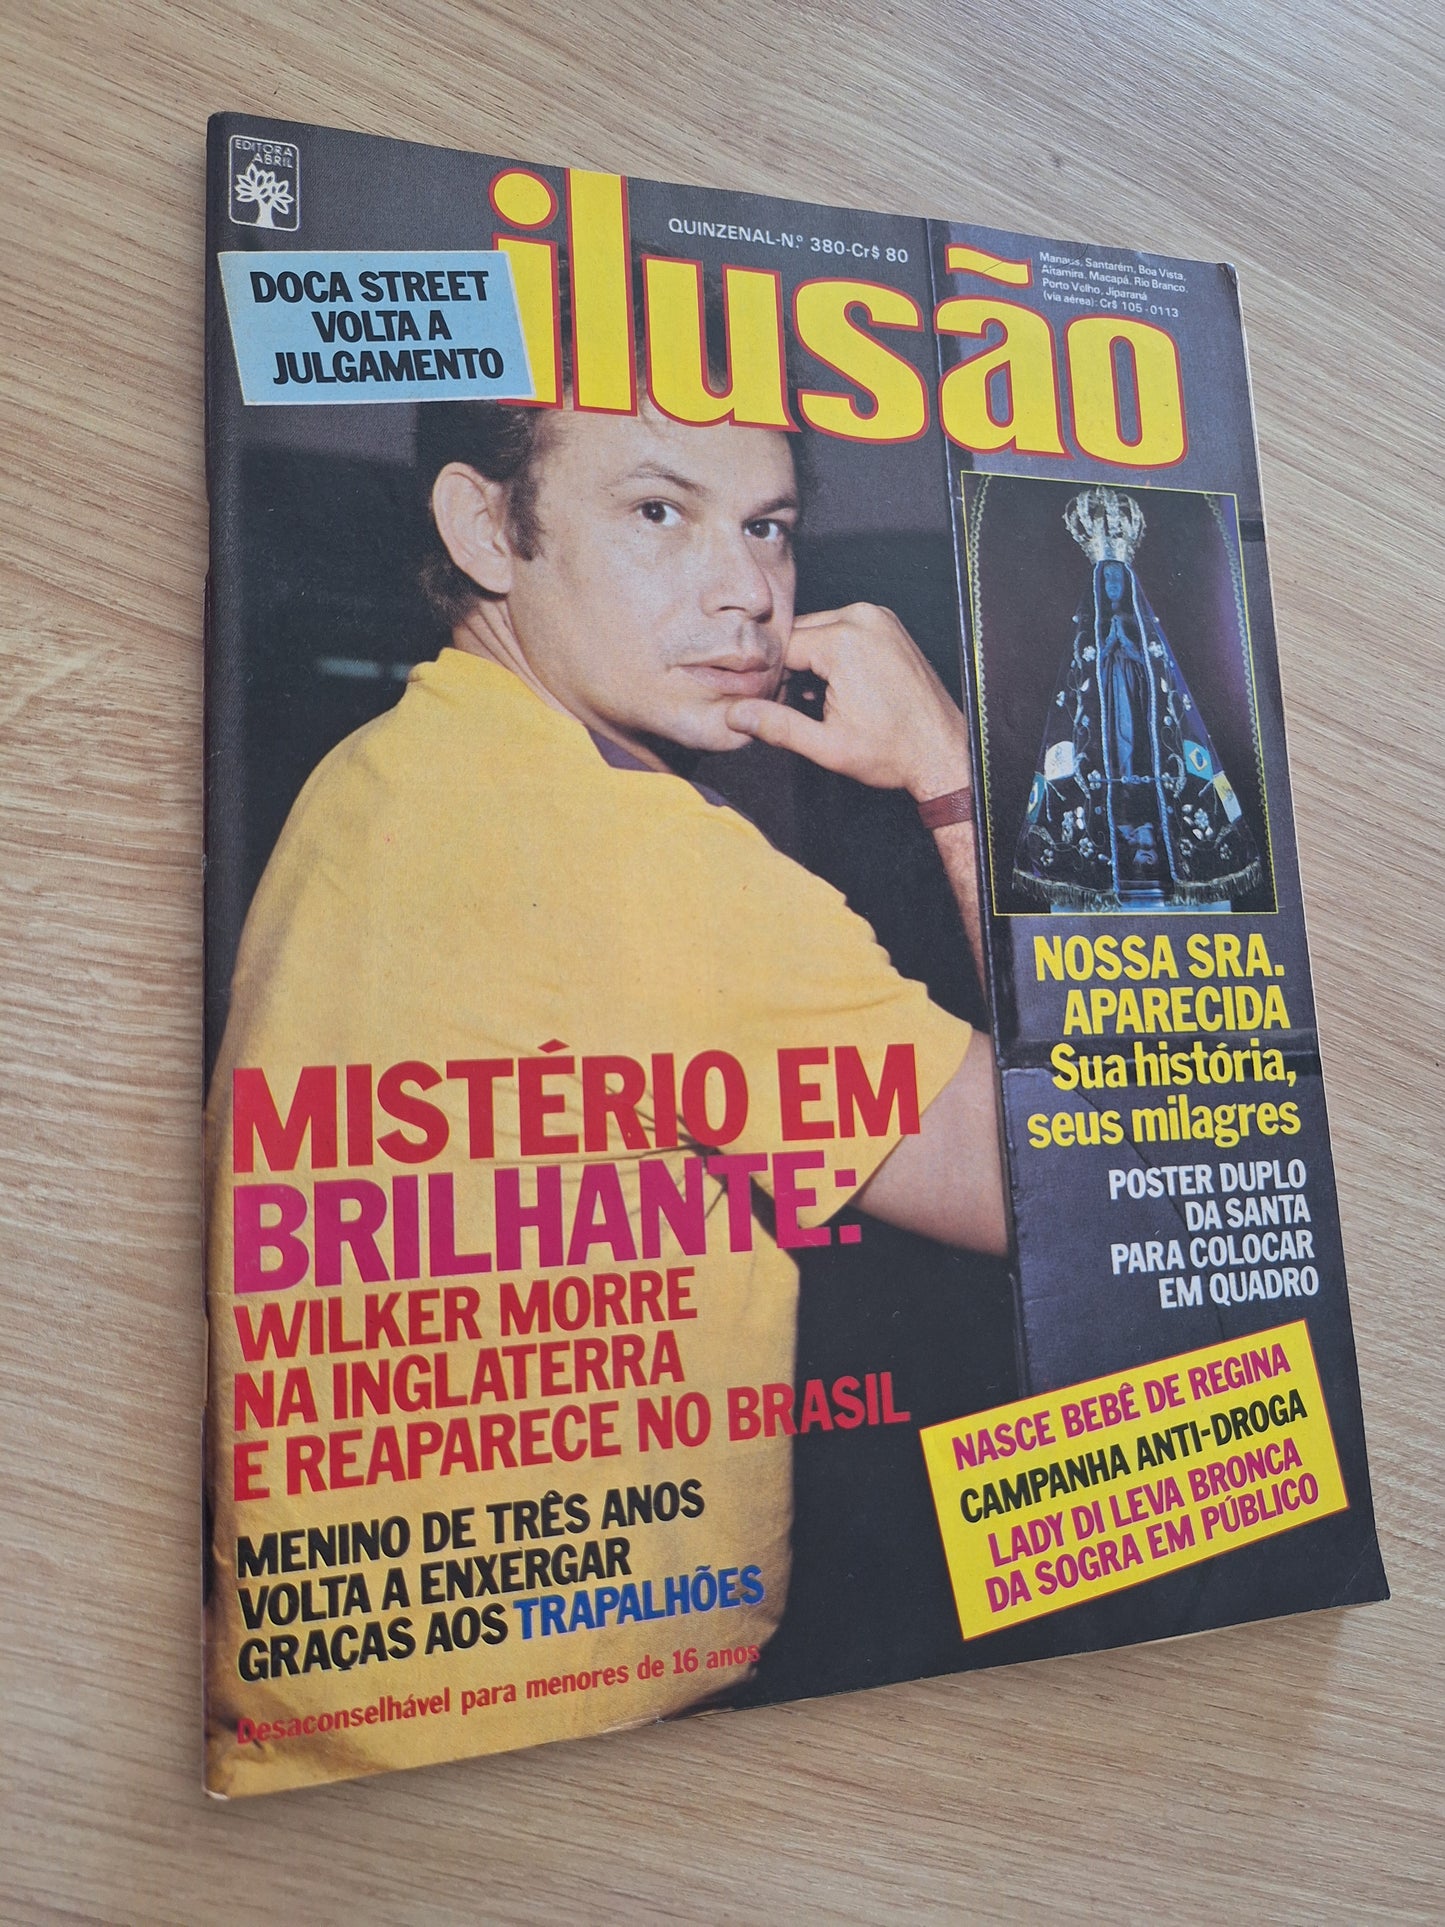 EDITORA
ABRIL
QUINZENAL-N.º 380-Cr$ 80
Manaus, Santarém, Boa Vista,
Altamira, Macapá, Rio Branco,
Porto Velho, Jiparaná
(via aérea): Cr$ 105 - 0113
ilusão
DOCA STREET
VOLTA A
JULGAMENTO
NOSSA SRA.
APARECIDA
Sua história,
seus milagres
POSTER DUPLO
DA SANTA
PARA COLOCAR
EM QUADRO
MISTÉRIO EM
BRILHANTE:
WILKER MORRE
NA INGLATERRA
E REAPARECE NO BRASIL
MENINO DE TRÊS ANOS
VOLTA A ENXERGAR
GRAÇAS AOS TRAPALHÕES
Desaconselhável para menores de 16 anos
NASCE BEBÊ DE REGINA
CAMPANHA ANTI-DROGA
LADY DI LEVA BRONCA
DA SOGRA EM PÚBLICO